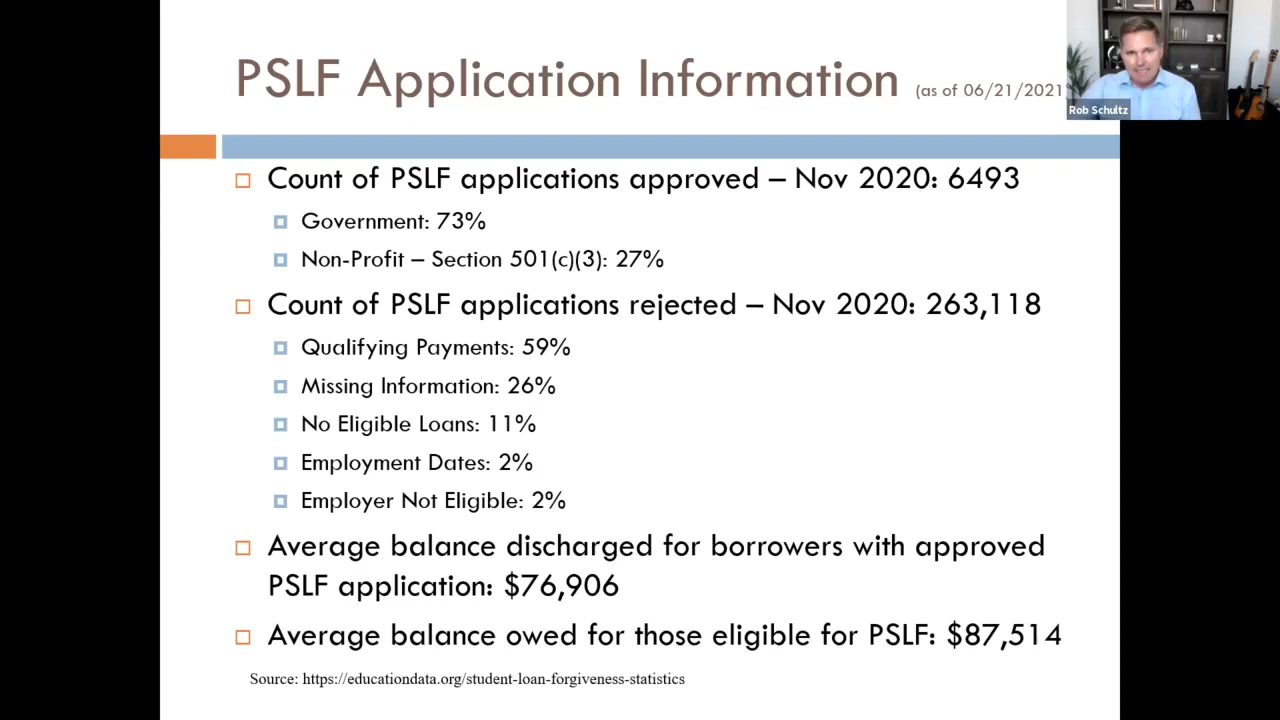 PSLF Application Information (as of 06/21/2021
Rob Schultz
Count of PSLF applications approved – Nov 2020: 6493
Government: 73%
Non-Profit – Section 501(c)(3): 27%
Count of PSLF applications rejected – Nov 2020: 263,118
Qualifying Payments: 59%
Missing Information: 26%
No Eligible Loans: 11%
Employment Dates: 2%
Employer Not Eligible: 2%
Average balance discharged for borrowers with approved
PSLF application: $76,906
Average balance owed for those eligible for PSLF: $87,514
Source: https://educationdata.org/student-loan-forgiveness-statistics